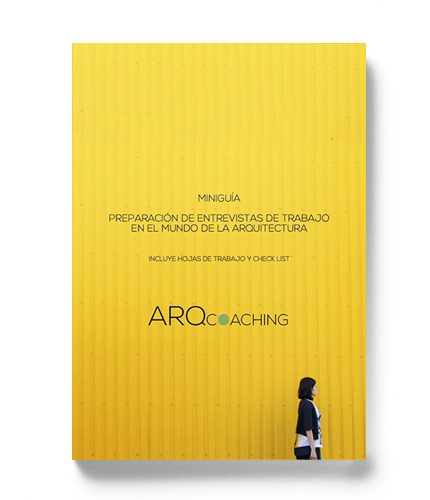 MINIGUÍA
PREPARACIÓN DE ENTREVISTAS DE TRABAJO
EN EL MUNDO DE LA ARQUITECTURA
INCLUYE HOJAS DE TRABAJO Y CHECK LIST
ARQCOACHING